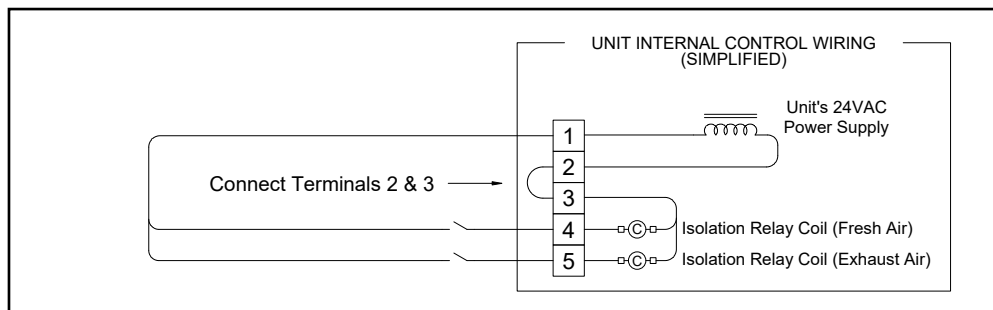 UNIT INTERNAL CONTROL WIRING
(SIMPLIFIED)
Unit's 24VAC
Power Supply
1
2
Connect Terminals 2 & 3
3
4
C
Isolation Relay Coil (Fresh Air)
5
C
Isolation Relay Coil (Exhaust Air)